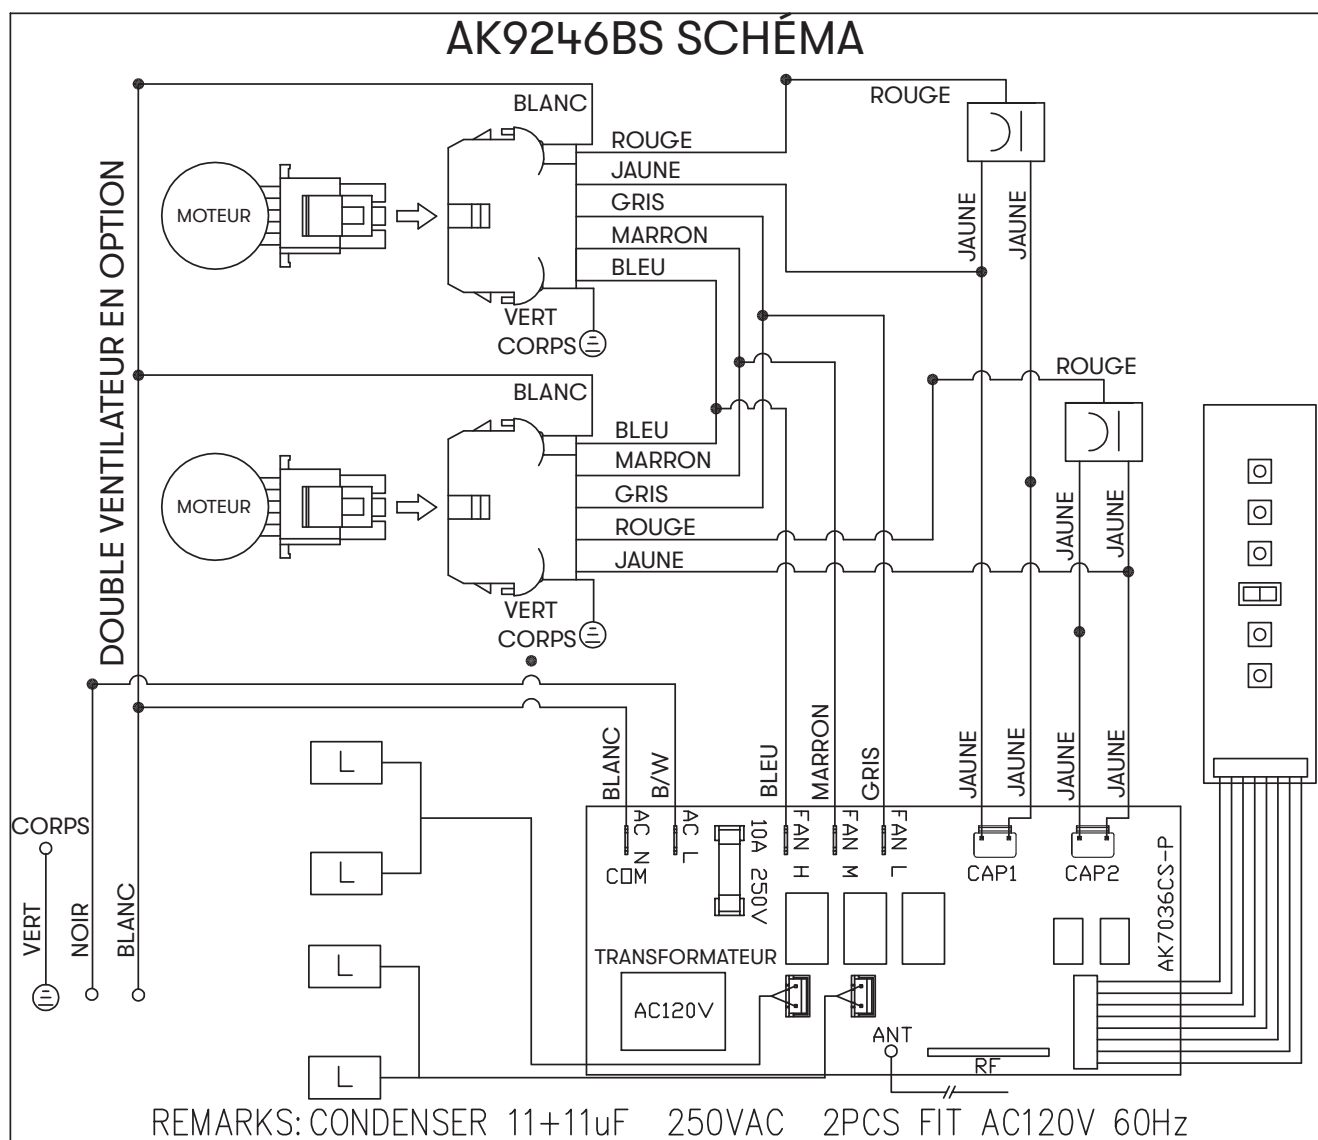 AK9246BS SCHÉMA
BLANC
ROUGE
JAUNE
GRIS
MARRON
BLEU
VERT
CORPS
MOTEUR
DOUBLE VENTILATEUR EN OPTION
ROUGE
JAUNE
JAUNE
BLANC
BLEU
MARRON
GRIS
ROUGE
JAUNE
VERT
CORPS
MOTEUR
ROUGE
JAUNE
JAUNE
BLANC
B/W
BLEU
MARRON
GRIS
JAUNE
JAUNE
JAUNE
JAUNE
L
L
L
L
CORPS
VERT
NOIR
BLANC
AC N
COM
AC L
10A 250V
FAN H
FAN M
FAN L
CAP1
CAP2
AK7036CS-P
TRANSFORMATEUR
AC120V
ANT
RF
REMARKS: CONDENSER 11+11uF 250VAC 2PCS FIT AC120V 60Hz